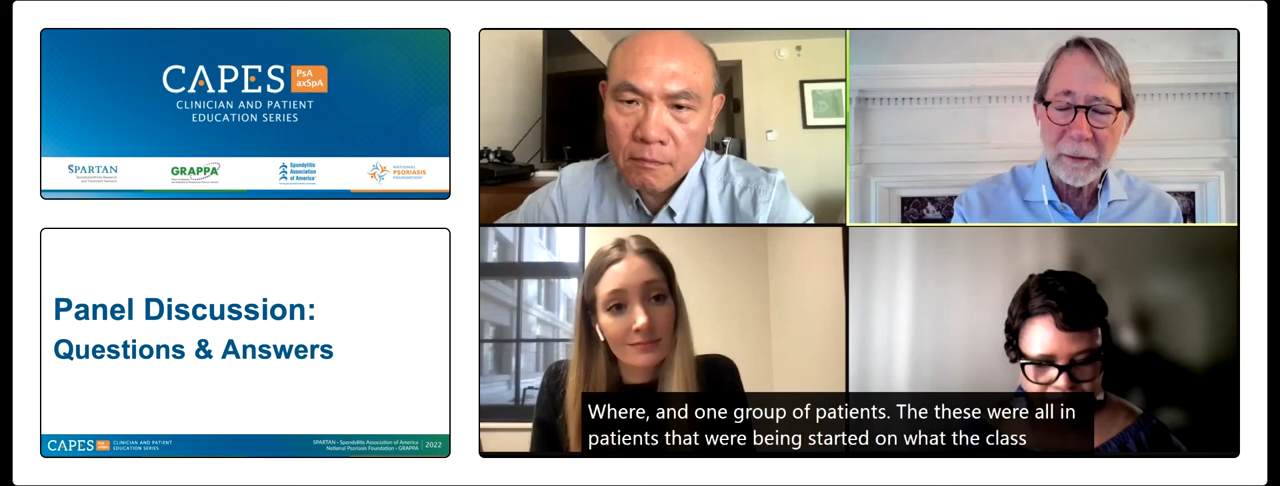 CAPES PsA
axSpA
CLINICIAN AND PATIENT
EDUCATION SERIES
SPARTAN
GRAPPA
Spondylitis
Association
of America
NATIONAL
PSORIASIS
FOUNDATION
Panel Discussion:
Questions & Answers
CAPES
CLINICIAN AND PATIENT
EDUCATION SERIES
SPARTAN - Spondylitis Association of America
National Psoriasis Foundation - GRAPPA
2022
Where, and one group of patients. The these were all in
patients that were being started on what the class